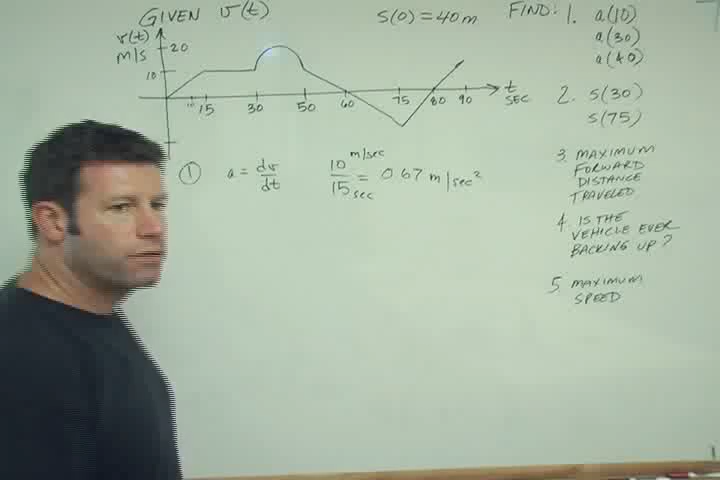 GIVEN v(t)
S(0) = 40m
FIND: 1. a(10)
a(30)
a(40)
2. S(30)
S(75)
3. MAXIMUM
FORWARD
DISTANCE
TRAVELED
4. IS THE
VEHICLE EVER
BACKING UP?
5. MAXIMUM
SPEED
v(t)
m/s
20
10
15
30
50
60
75
80
90
t
SEC
① a = dv/dt
10 m/sec / 15 sec = 0.67 m/sec²